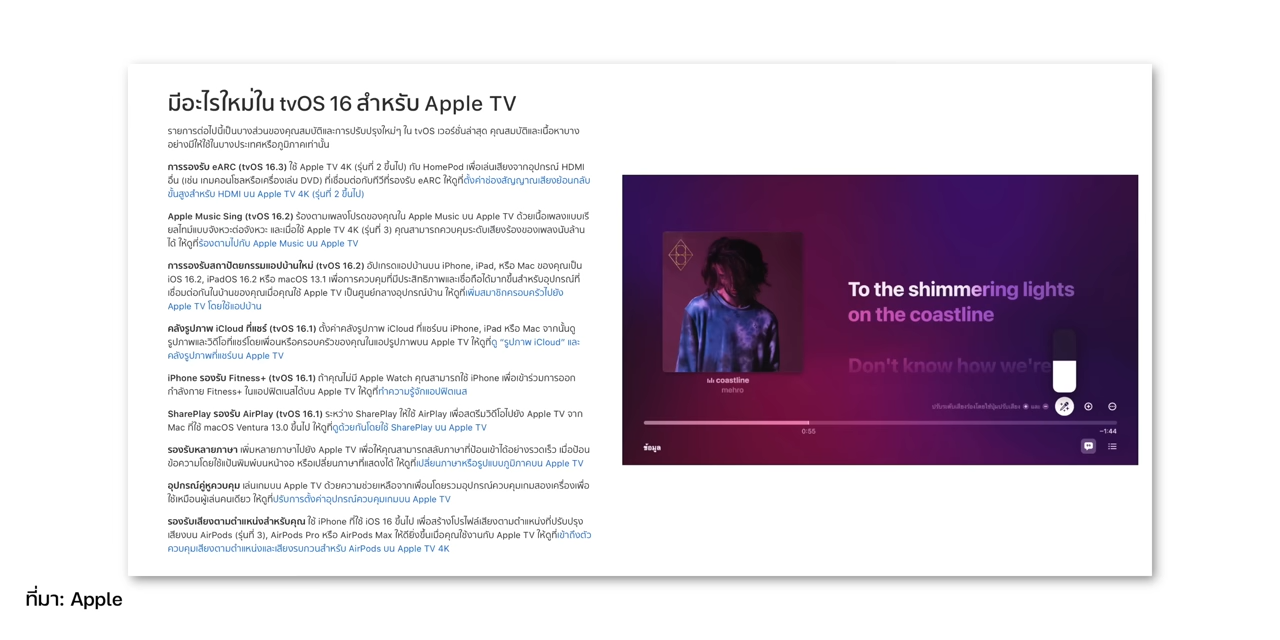 มีอะไรใหม่ใน tvOS 16 สำหรับ Apple TV
รายการต่อไปนี้เป็นบางส่วนของคุณสมบัติและการปรับปรุงใหม่ๆ ใน tvOS เวอร์ชั่นล่าสุด คุณสมบัติและเนื้อหาบาง
อย่างมีให้ใช้ในบางประเทศหรือภูมิภาคเท่านั้น
การรองรับ eARC (tvOS 16.3) ใช้ Apple TV 4K (รุ่นที่ 2 ขึ้นไป) กับ HomePod เพื่อเล่นเสียงจากอุปกรณ์ HDMI
อื่น (เช่น เกมคอนโซลหรือเครื่องเล่น DVD) ที่เชื่อมต่อกับทีวีที่รองรับ eARC ให้ดูที่ตั้งค่าช่องสัญญาณเสียงย้อนกลับ
ขั้นสูงสำหรับ HDMI บน Apple TV 4K (รุ่นที่ 2 ขึ้นไป)
Apple Music Sing (tvOS 16.2) ร้องตามเพลงโปรดของคุณใน Apple Music บน Apple TV ด้วยเนื้อเพลงแบบเรี
ยลไทม์แบบจังหวะต่อจังหวะ และเมื่อใช้ Apple TV 4K (รุ่นที่ 3) คุณสามารถควบคุมระดับเสียงร้องของเพลงนับล้าน
ได้ ให้ดูที่ร้องตามไปกับ Apple Music บน Apple TV
การรองรับสถาปัตยกรรมแอปบ้านใหม่ (tvOS 16.2) อัปเกรดแอปบ้านบน iPhone, iPad, หรือ Mac ของคุณเป็น
iOS 16.2, iPadOS 16.2 หรือ macOS 13.1 เพื่อการควบคุมที่มีประสิทธิภาพและเชื่อถือได้มากขึ้นสำหรับอุปกรณ์ที่
เชื่อมต่อกันในบ้านของคุณเมื่อคุณใช้ Apple TV เป็นศูนย์กลางอุปกรณ์บ้าน ให้ดูที่เพิ่มสมาชิกครอบครัวไปยัง
Apple TV โดยใช้แอปบ้าน
คลังรูปภาพ iCloud ที่แชร์ (tvOS 16.1) ตั้งค่าคลังรูปภาพ iCloud ที่แชร์บน iPhone, iPad หรือ Mac จากนั้นดู
รูปภาพและวิดีโอที่แชร์โดยเพื่อนหรือครอบครัวของคุณในแอปรูปภาพบน Apple TV ให้ดูที่ดู “รูปภาพ iCloud” และ
คลังรูปภาพที่แชร์บน Apple TV
iPhone รองรับ Fitness+ (tvOS 16.1) ถ้าคุณไม่มี Apple Watch คุณสามารถใช้ iPhone เพื่อเข้าร่วมการออก
กำลังกาย Fitness+ ในแอปฟิตเนสได้บน Apple TV ให้ดูที่ทำความรู้จักแอปฟิตเนส
SharePlay รองรับ AirPlay (tvOS 16.1) ระหว่าง SharePlay ให้ใช้ AirPlay เพื่อสตรีมวิดีโอไปยัง Apple TV จาก
Mac ที่ใช้ macOS Ventura 13.0 ขึ้นไป ให้ดูที่ดูด้วยกันโดยใช้ SharePlay บน Apple TV
รองรับหลายภาษา เพิ่มหลายภาษาไปยัง Apple TV เพื่อให้คุณสามารถสลับภาษาที่ป้อนเข้าได้อย่างรวดเร็ว เมื่อป้อน
ข้อความโดยใช้แป้นพิมพ์บนหน้าจอ หรือเปลี่ยนภาษาที่แสดงได้ ให้ดูที่เปลี่ยนภาษาหรือรูปแบบภูมิภาคบน Apple TV
อุปกรณ์คู่หูควบคุม เล่นเกมบน Apple TV ด้วยความช่วยเหลือจากเพื่อนโดยรวมอุปกรณ์ควบคุมเกมสองเครื่องเพื่อ
ใช้เหมือนผู้เล่นคนเดียว ให้ดูที่ปรับการตั้งค่าอุปกรณ์ควบคุมเกมบน Apple TV
รองรับเสียงตามตำแหน่งสำหรับคุณ ใช้ iPhone ที่ใช้ iOS 16 ขึ้นไป เพื่อสร้างโปรไฟล์เสียงตามตำแหน่งที่ปรับปรุง
เสียงบน AirPods (รุ่นที่ 3), AirPods Pro หรือ AirPods Max ให้ดียิ่งขึ้นเมื่อคุณใช้งานกับ Apple TV ให้ดูที่เข้าถึงตัว
ควบคุมเสียงตามตำแหน่งและเสียงรบกวนสำหรับ AirPods บน Apple TV 4K
To the shimmering lights
on the coastline
Don't know how we're
coastline
mehro
ปรับระดับเสียงร้องโดยใช้ปุ่มปรับเสียง และ
0:55
−1:44
ข้อมูล
ที่มา: Apple